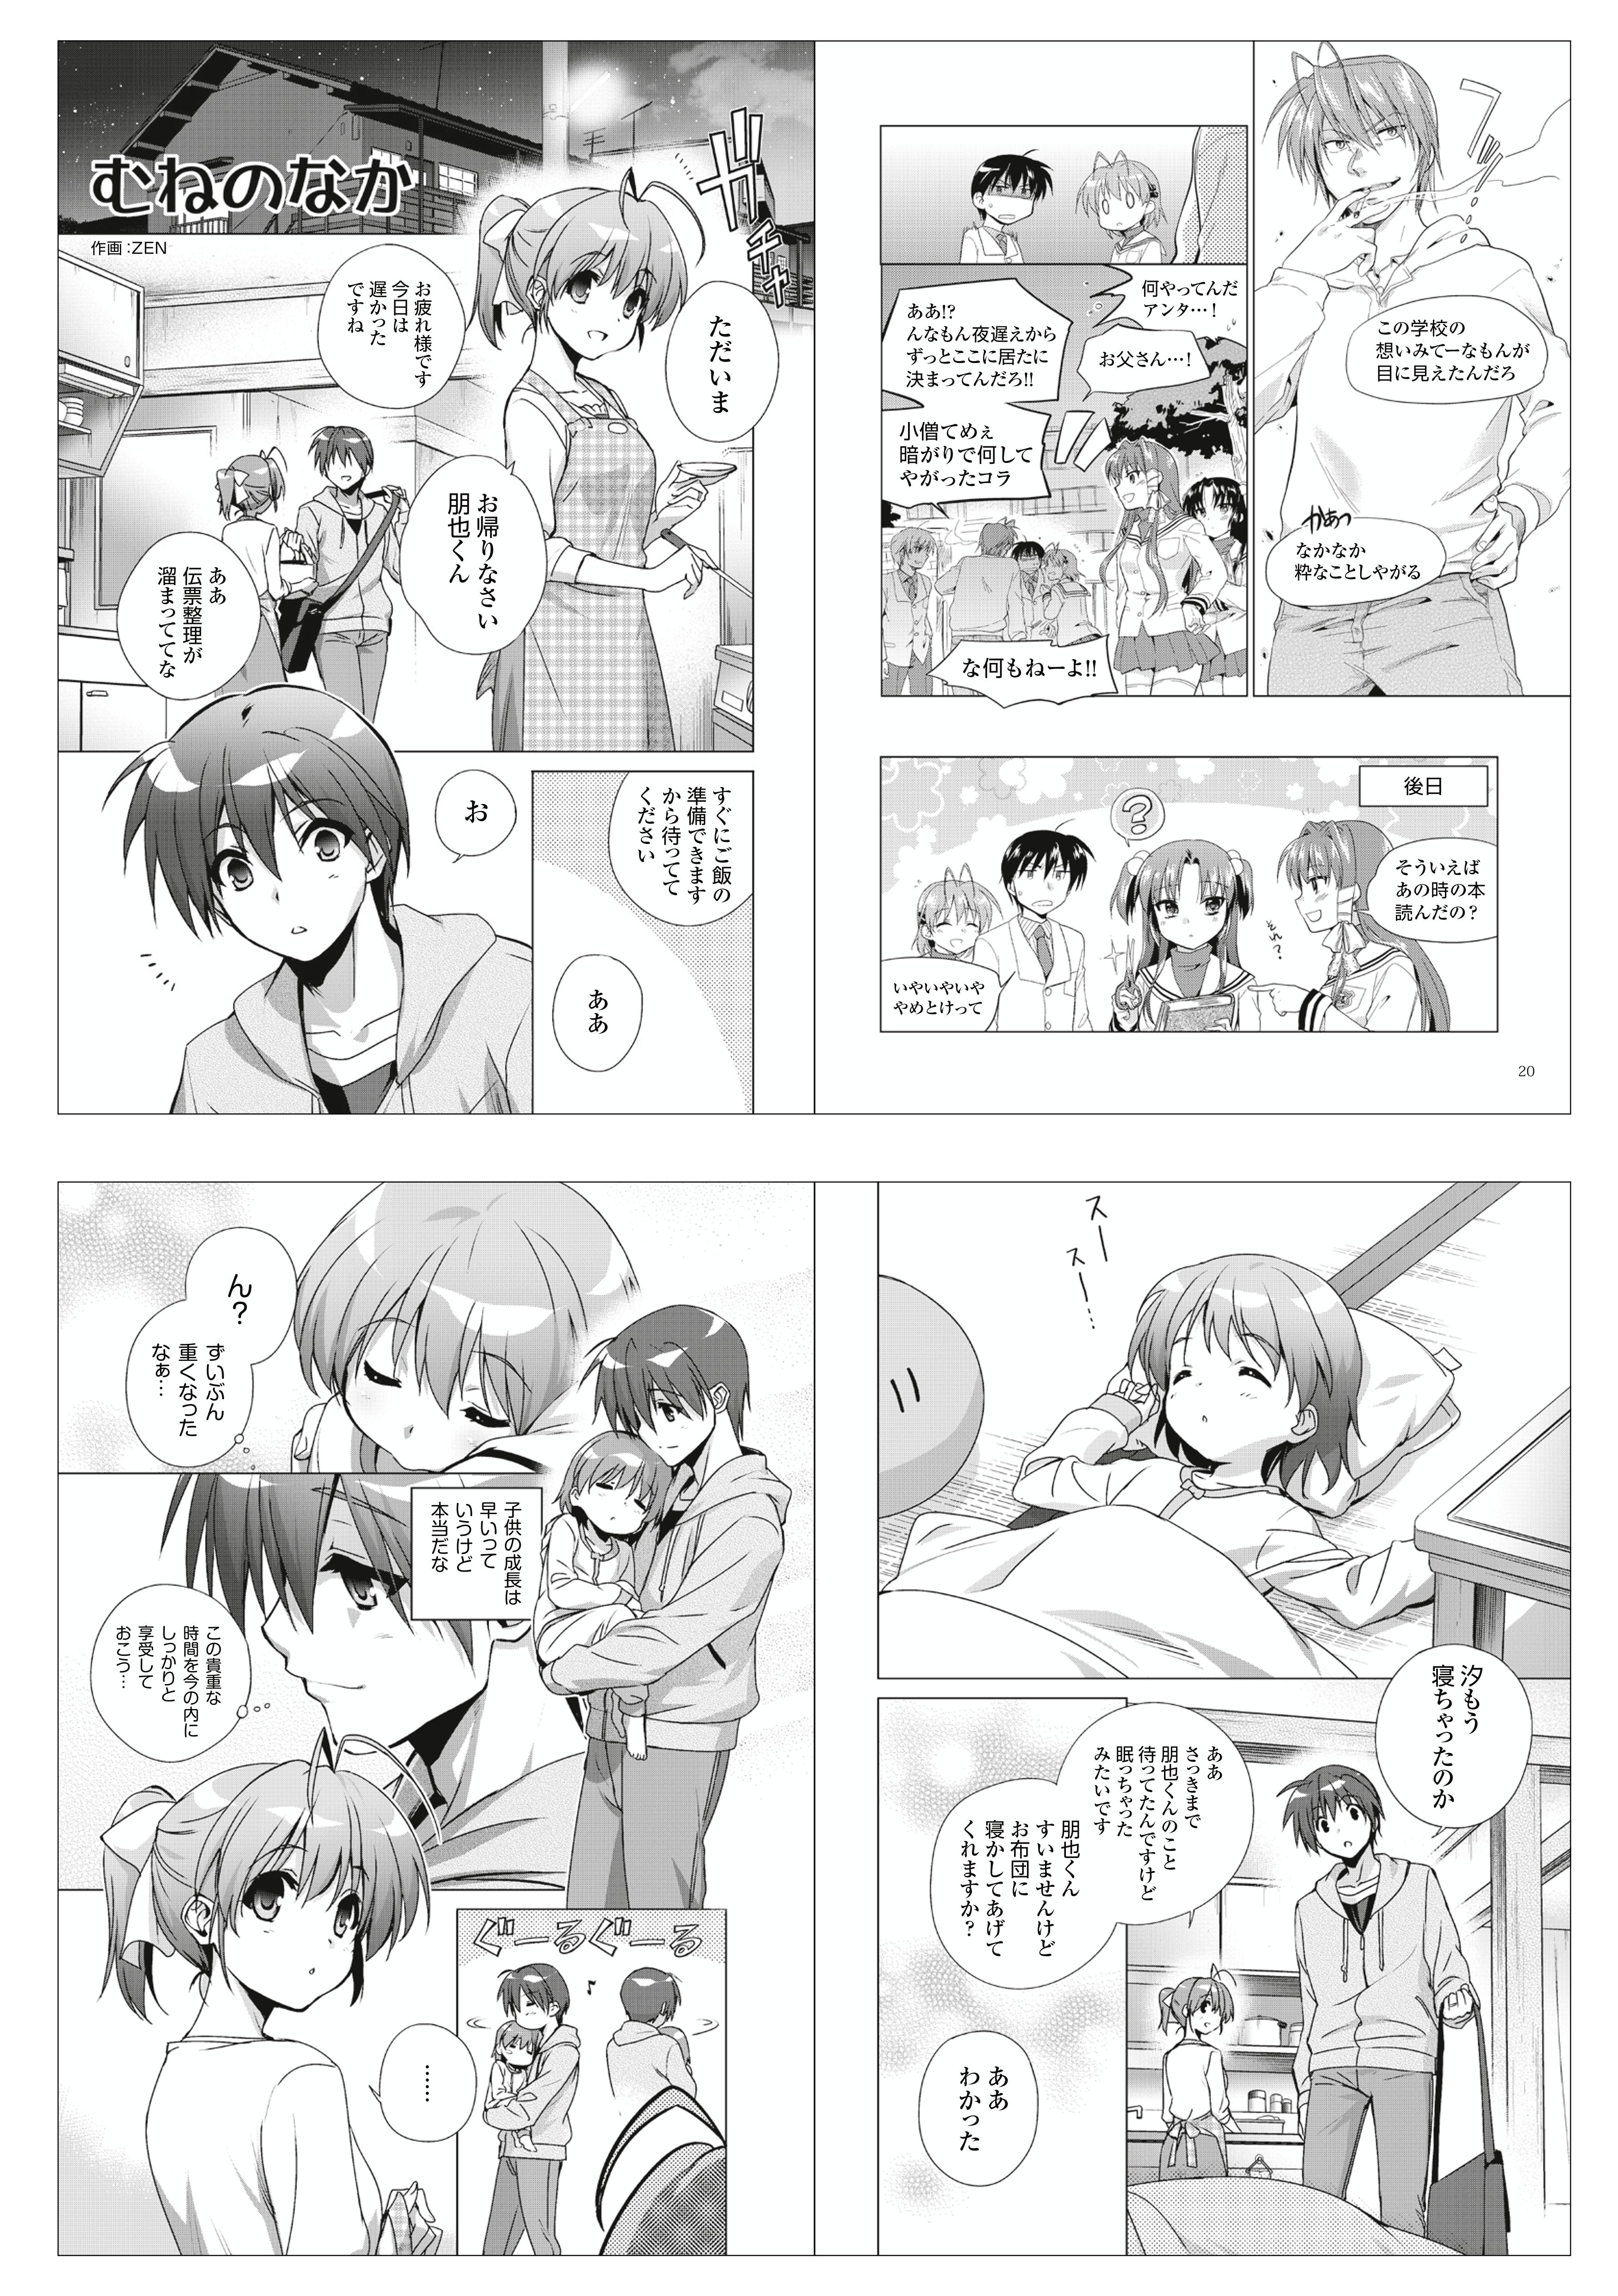 フッ…
この学校の
想いみてーなもんが
目に見えたんだろ
かあっ
なかなか
粋なことしやがる
何やってんだ
アンタ…！
お父さん…！
ああ!?
んなもん夜遅えから
ずっとここに居たに
決まってんだろ!!
小僧てめぇ
暗がりで何して
やがったコラ
な何もねーよ!!
後日
そういえば
あの時の本
読んだの？
それ？
？
いやいやいや
やめとけって
20
むねのなか
作画：ZEN
ガチャ
ただいま
お帰りなさい
朋也くん
お疲れ様です
今日は
遅かった
ですね
ああ
伝票整理が
溜まっててな
すぐにご飯の
準備できます
から待ってて
ください
ああ
お
スー
スー…
汐もう
寝ちゃったのか
ああ
さっきまで
朋也くんのこと
待ってたんですけど
眠っちゃった
みたいです
朋也くん
すいませんけど
お布団に
寝かしてあげて
くれますか？
ああ
わかった
ん？
ずいぶん
重くなった
なぁ…
子供の成長は
早いって
いうけど
本当だな
この貴重な
時間を今の内に
しっかりと
享受して
おこう…
ぐーるぐーる
♪
……